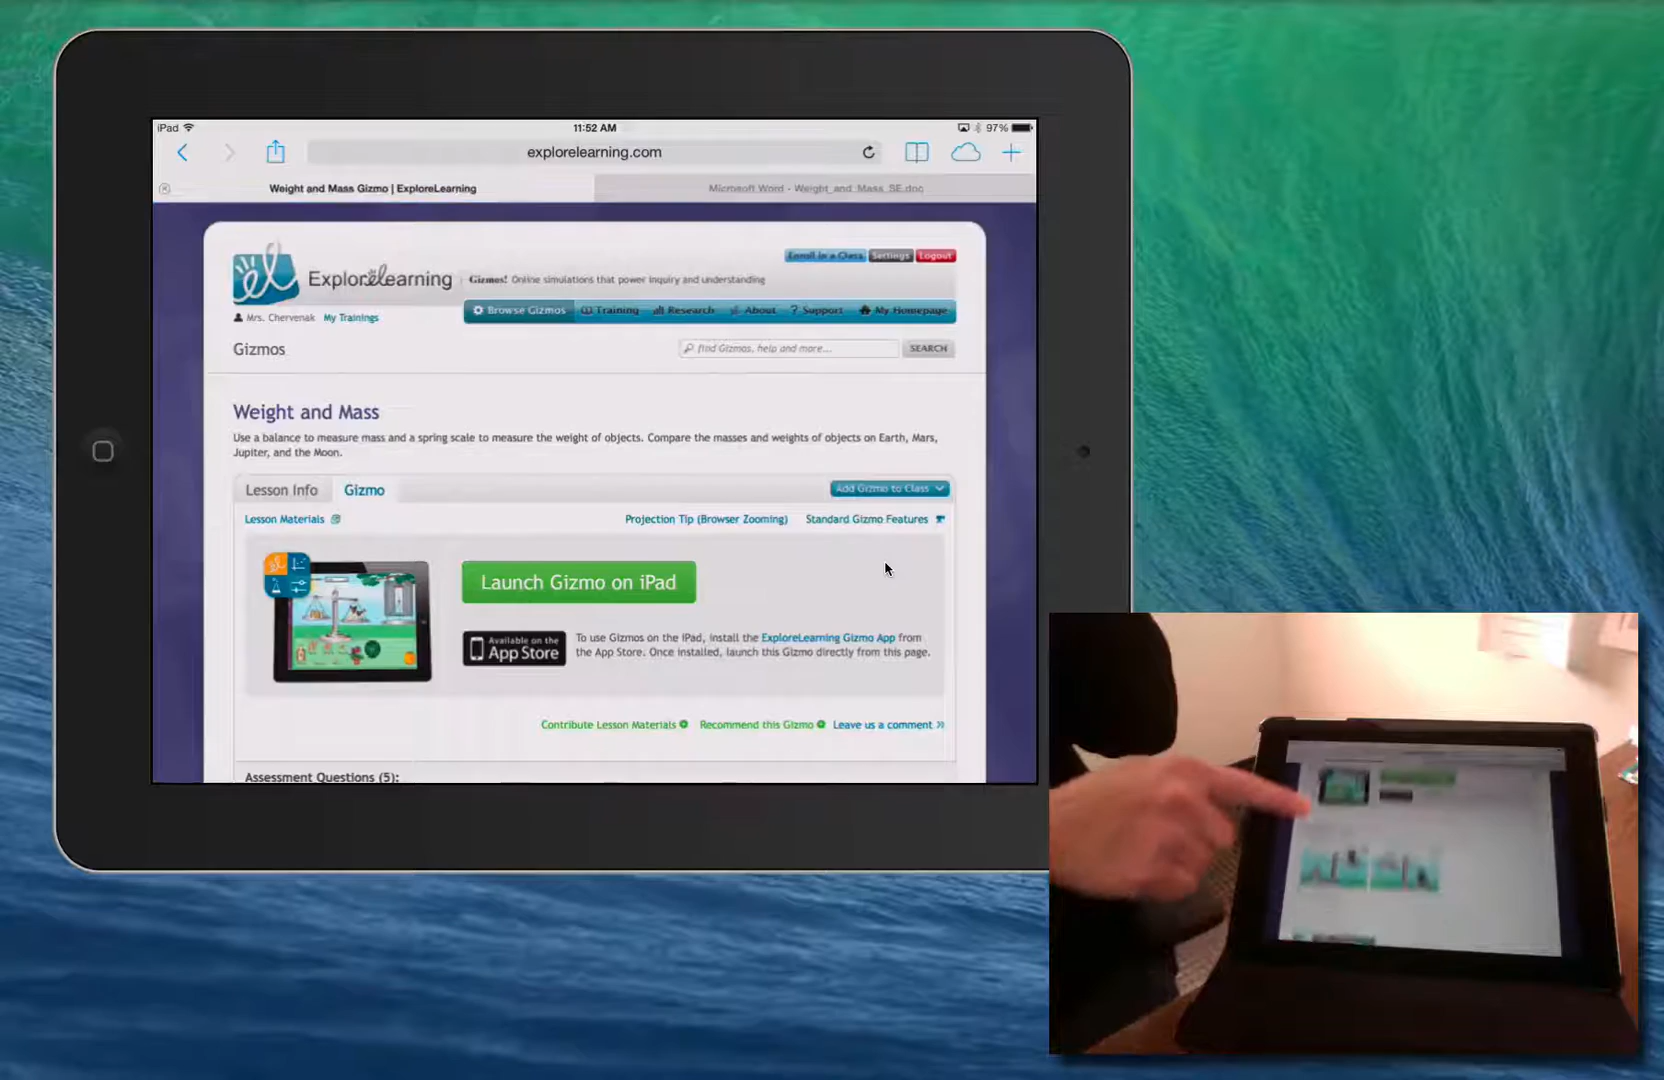 iPad
11:52 AM
97%
explorelearning.com
Weight and Mass Gizmo | ExploreLearning
Microsoft Word - Weight_and_Mass_SE.doc
Enroll in a Class
Settings
Logout
el
ExploreLearning
Gizmos! Online simulations that power inquiry and understanding
Browse Gizmos
Training
Research
About
? Support
My Homepage
Mrs. Chervenak
My Trainings
Gizmos
Find Gizmos, help and more...
SEARCH
Weight and Mass
Use a balance to measure mass and a spring scale to measure the weight of objects. Compare the masses and weights of objects on Earth, Mars,
Jupiter, and the Moon.
Lesson Info
Gizmo
Add Gizmo to Class
Lesson Materials
Projection Tip (Browser Zooming)
Standard Gizmo Features
Launch Gizmo on iPad
Available on the
App Store
To use Gizmos on the iPad, install the ExploreLearning Gizmo App from
the App Store. Once installed, launch this Gizmo directly from this page.
Contribute Lesson Materials
Recommend this Gizmo
Leave us a comment »
Assessment Questions (5):